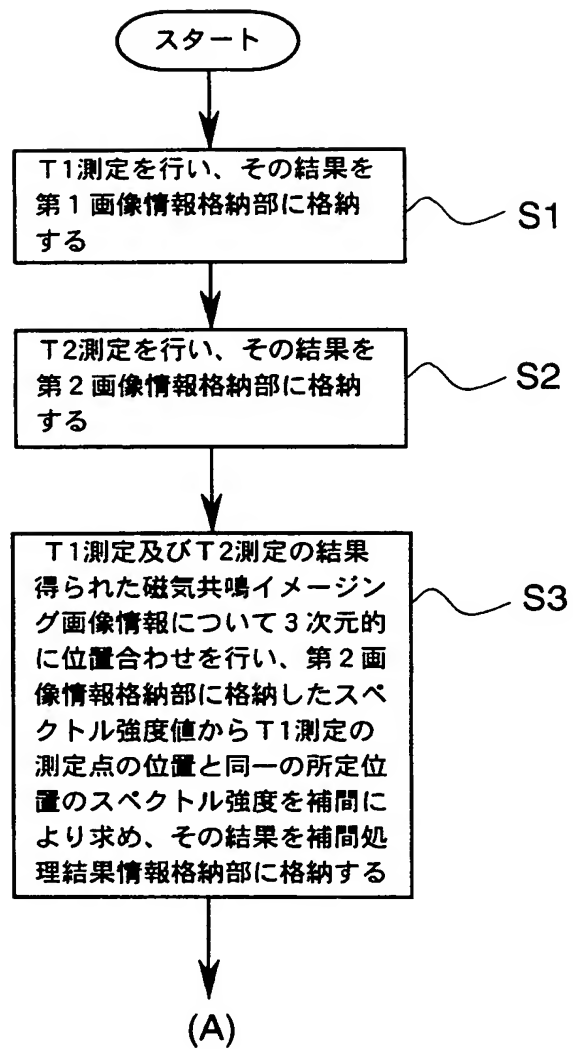 スタート
T1測定を行い、その結果を
第1画像情報格納部に格納
する
S1
T2測定を行い、その結果を
第2画像情報格納部に格納
する
S2
T1測定及びT2測定の結果
得られた磁気共鳴イメージン
グ画像情報について3次元的
に位置合わせを行い、第2画
像情報格納部に格納したスペ
クトル強度値からT1測定の
測定点の位置と同一の所定位
置のスペクトル強度を補間に
より求め、その結果を補間処
理結果情報格納部に格納する
S3
(A)